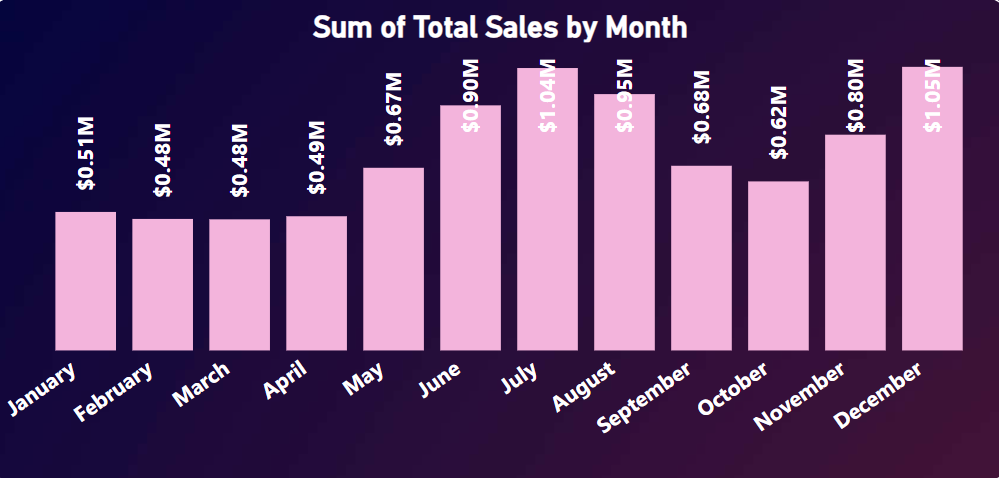 Sum of Total Sales by Month
$0.51M
$0.48M
$0.48M
$0.49M
$0.67M
$0.90M
$1.04M
$0.95M
$0.68M
$0.62M
$0.80M
$1.05M
January
February
March
April
May
June
July
August
September
October
November
December